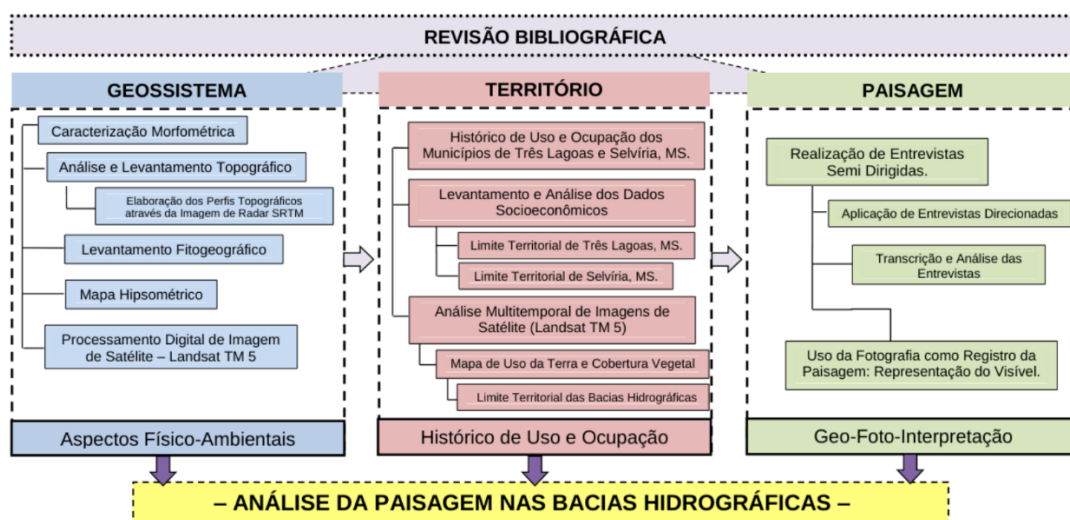 REVISÃO BIBLIOGRÁFICA
GEOSSISTEMA
Caracterização Morfométrica
Análise e Levantamento Topográfico
Elaboração dos Perfis Topográficos
através da Imagem de Radar SRTM
Levantamento Fitogeográfico
Mapa Hipsométrico
Processamento Digital de Imagem
de Satélite – Landsat TM 5
Aspectos Físico-Ambientais
TERRITÓRIO
Histórico de Uso e Ocupação dos
Municípios de Três Lagoas e Selvíria, MS.
Levantamento e Análise dos Dados
Socioeconômicos
Limite Territorial de Três Lagoas, MS.
Limite Territorial de Selvíria, MS.
Análise Multitemporal de Imagens de
Satélite (Landsat TM 5)
Mapa de Uso da Terra e Cobertura Vegetal
Limite Territorial das Bacias Hidrográficas
Histórico de Uso e Ocupação
PAISAGEM
Realização de Entrevistas
Semi Dirigidas.
Aplicação de Entrevistas Direcionadas
Transcrição e Análise das
Entrevistas
Uso da Fotografia como Registro da
Paisagem: Representação do Visível.
Geo-Foto-Interpretação
– ANÁLISE DA PAISAGEM NAS BACIAS HIDROGRÁFICAS –